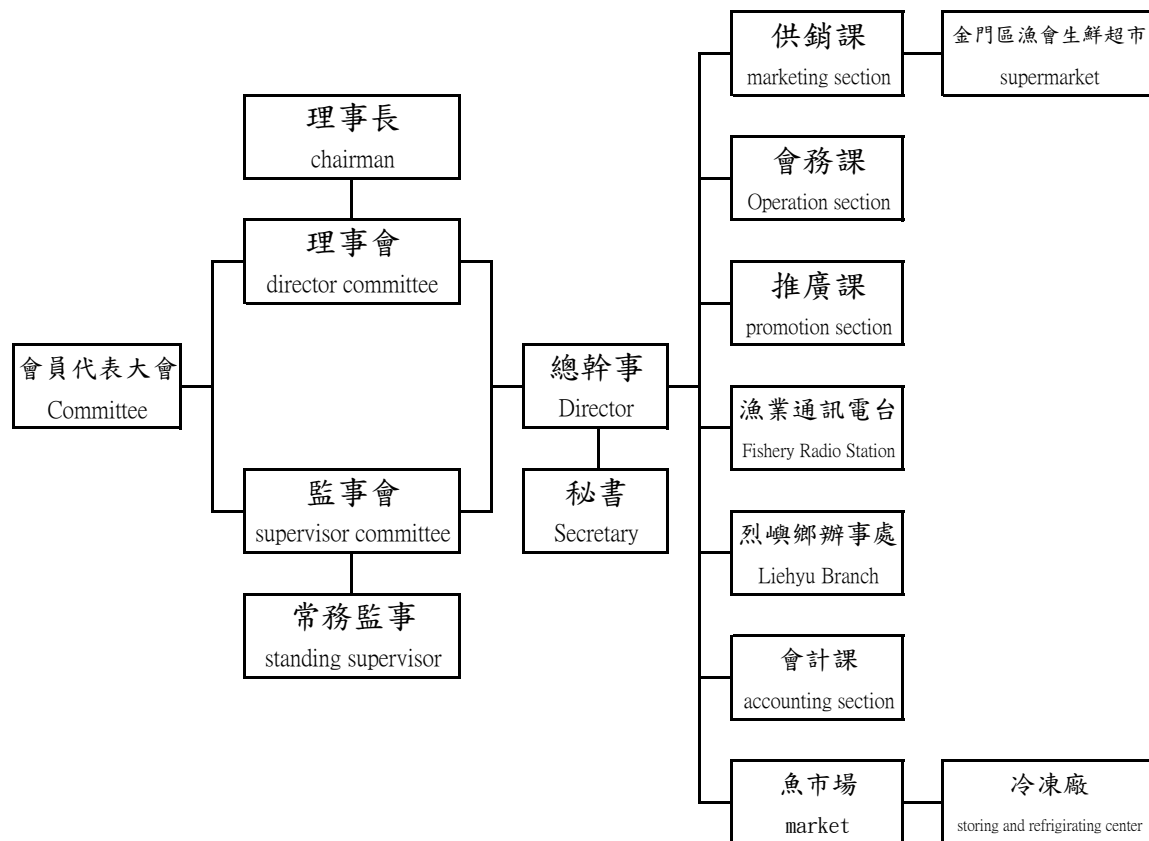 會員代表大會
Committee
理事長
chairman
理事會
director committee
監事會
supervisor committee
常務監事
standing supervisor
總幹事
Director
秘書
Secretary
供銷課
marketing section
金門區漁會生鮮超市
supermarket
會務課
Operation section
推廣課
promotion section
漁業通訊電台
Fishery Radio Station
烈嶼鄉辦事處
Liehyu Branch
會計課
accounting section
魚市場
market
冷凍廠
storing and refrigirating center